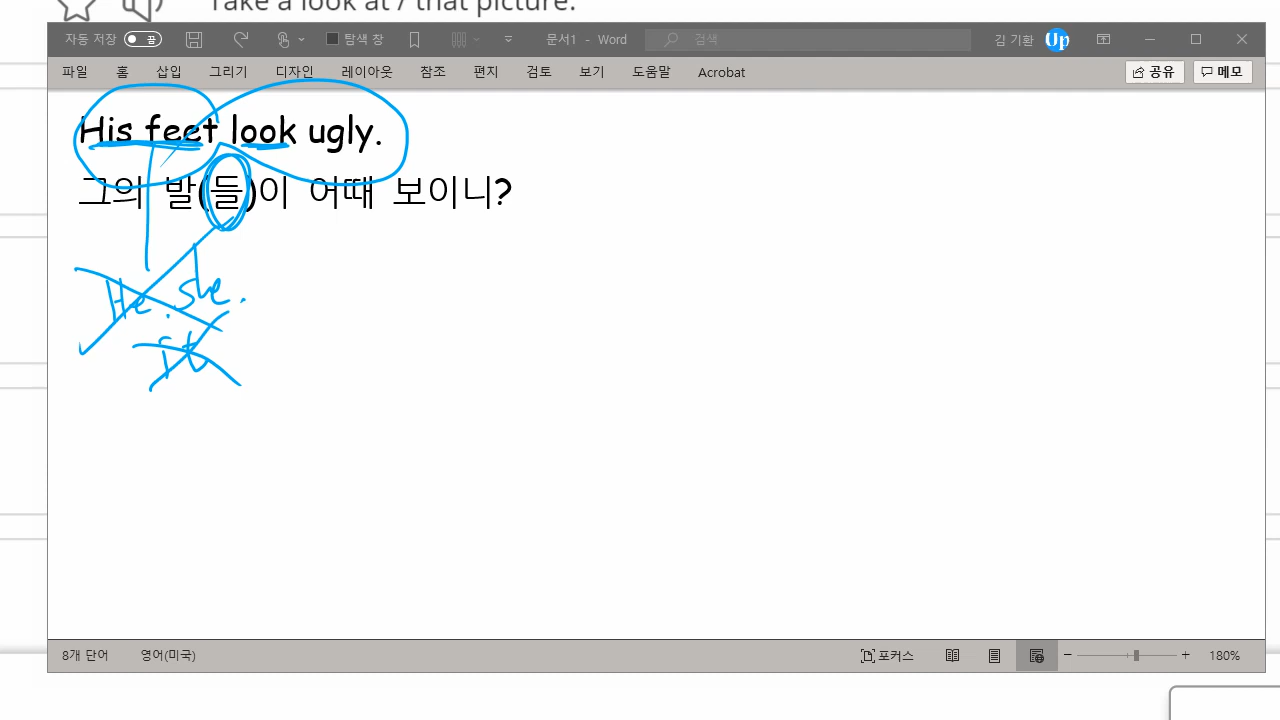 Take a look at / that picture.
자동 저장 끔 탐색 창 문서1 - Word 검색 김 기환 Up
파일 홈 삽입 그리기 디자인 레이아웃 참조 편지 검토 보기 도움말 Acrobat 공유 메모
His feet look ugly.
그의 발(들)이 어때 보이니?
He. she.
it
8개 단어 영어(미국) 포커스 180%